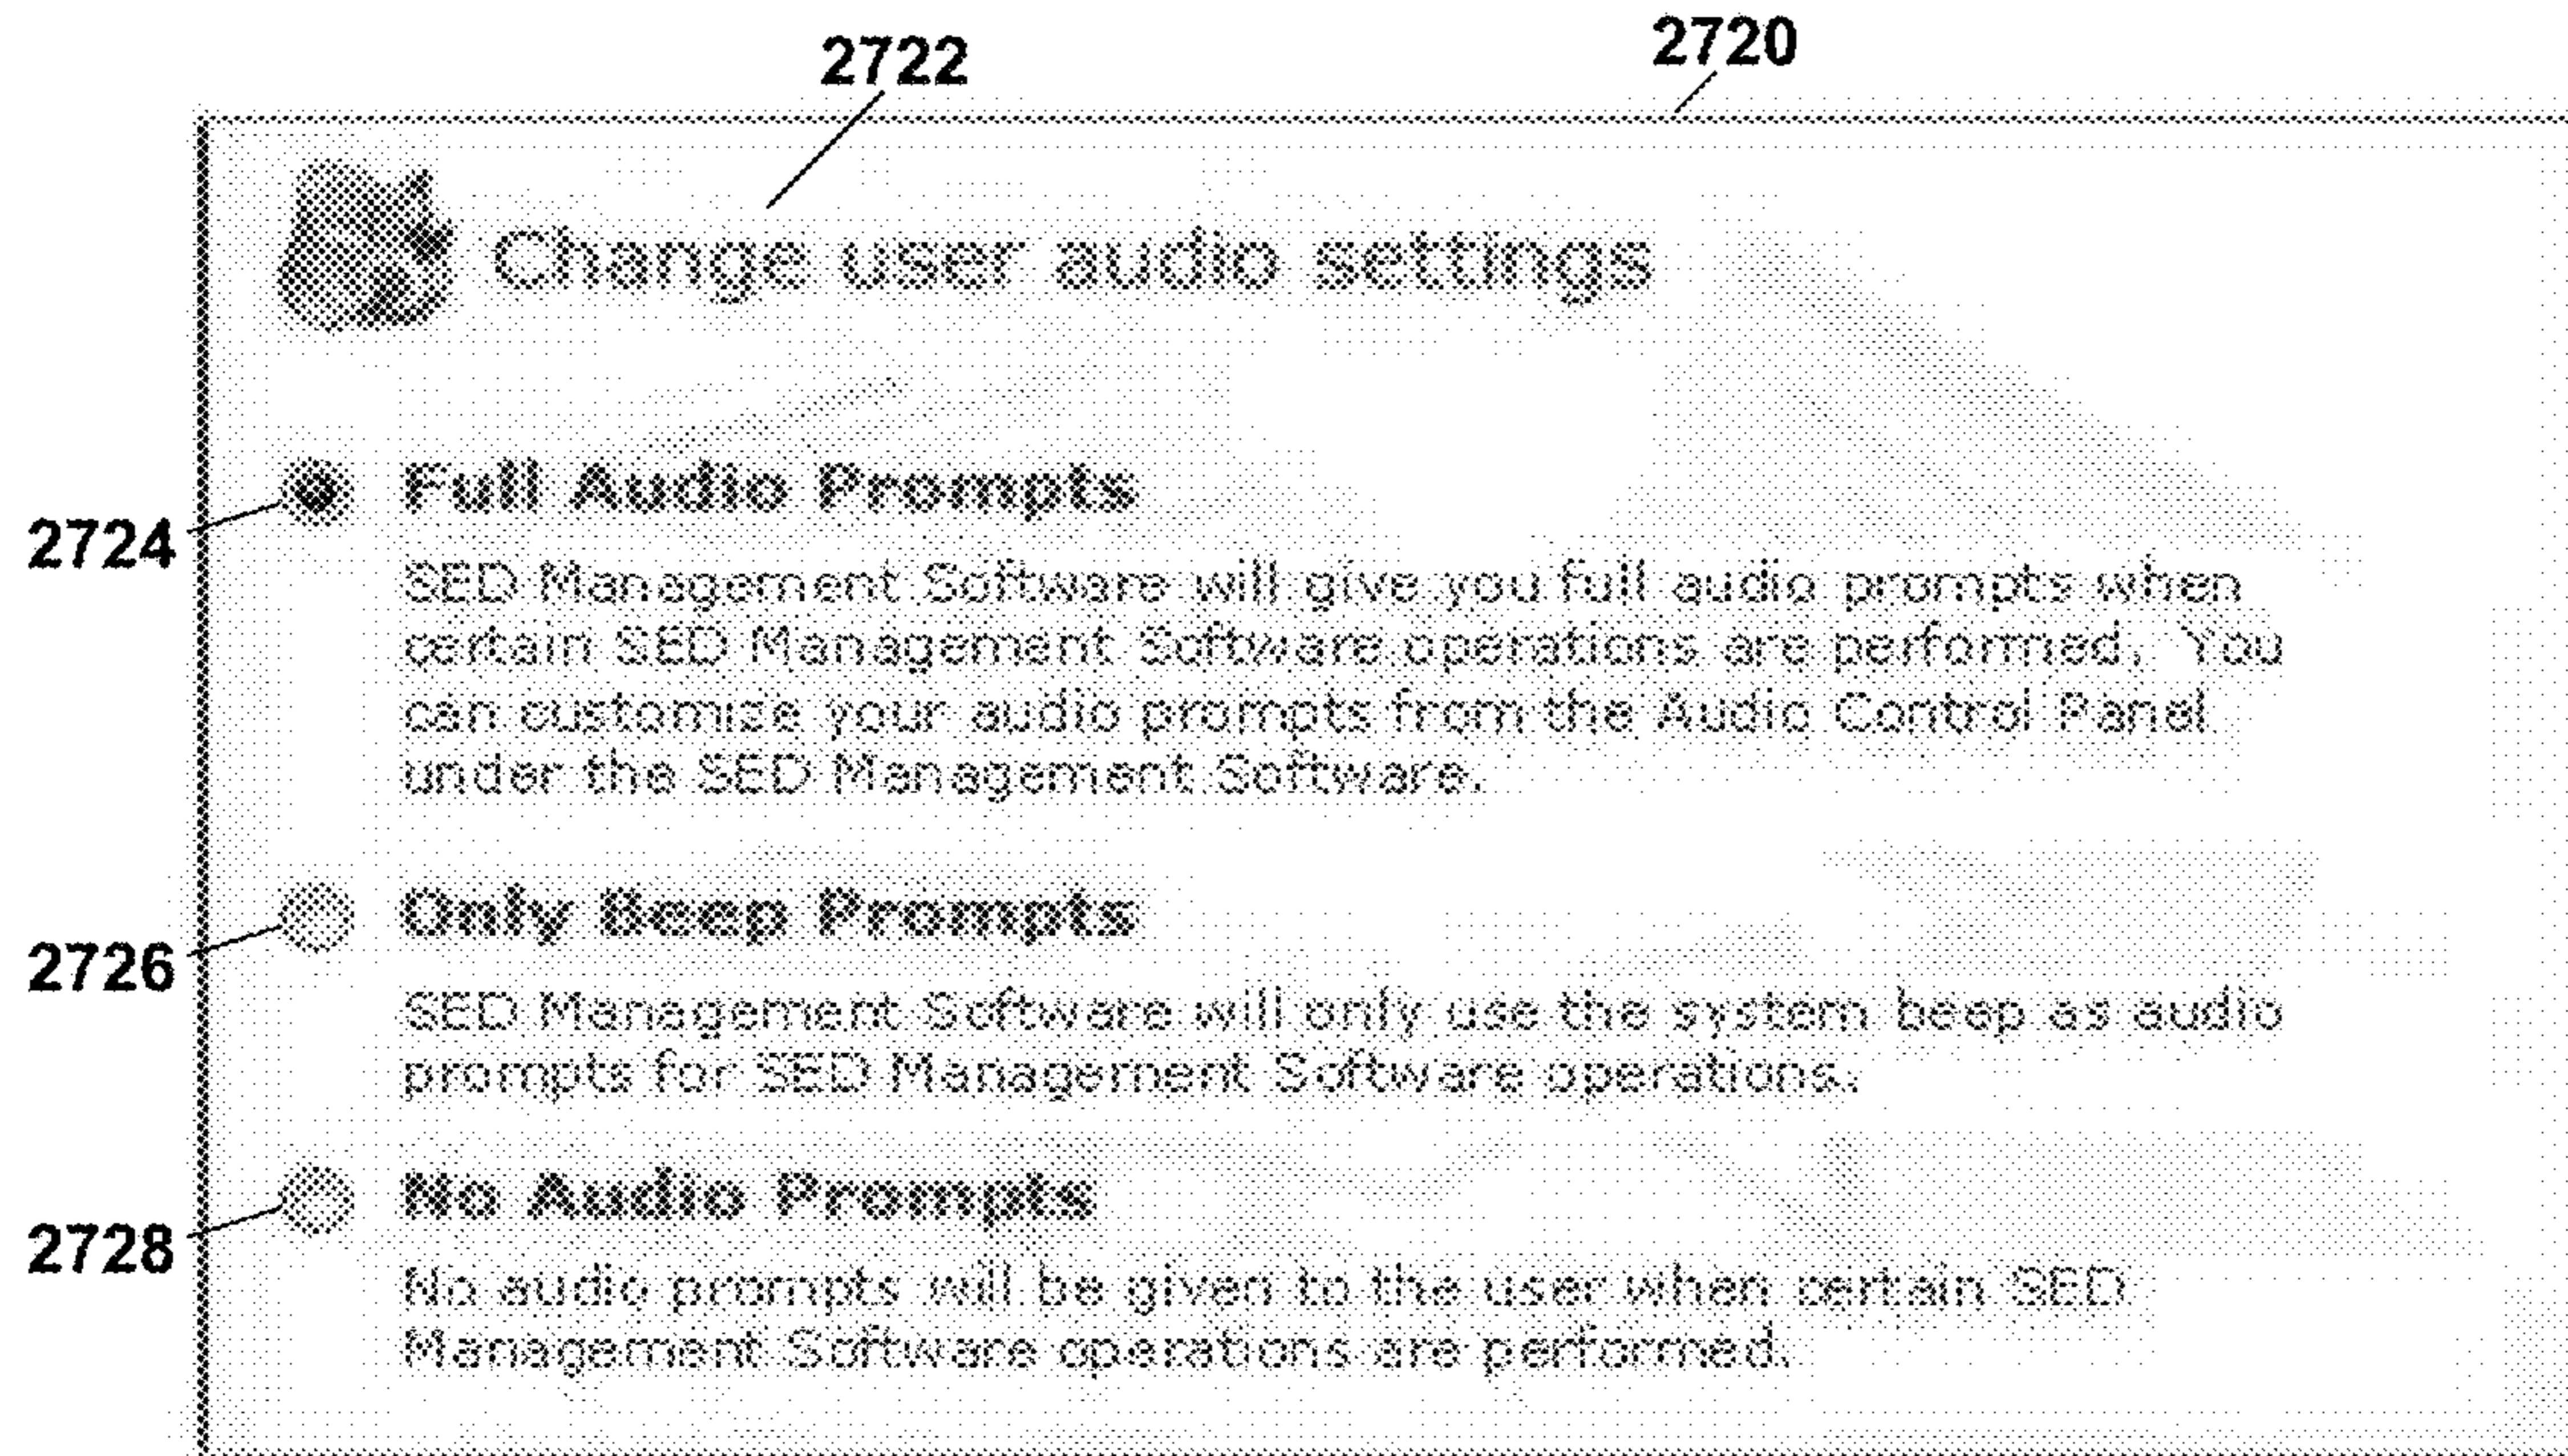 2722
2720
Change user audio settings
2724
Full Audio Prompts
SED Management Software will give you full audio prompts when
certain SED Management Software operations are performed. You
can customize your audio prompts from the Audio Control Panel
under the SED Management Software.
2726
Only Beep Prompts
SED Management Software will only use the system beep as audio
prompts for SED Management Software operations.
2728
No Audio Prompts
No audio prompts will be given to the user when certain SED
Management Software operations are performed.